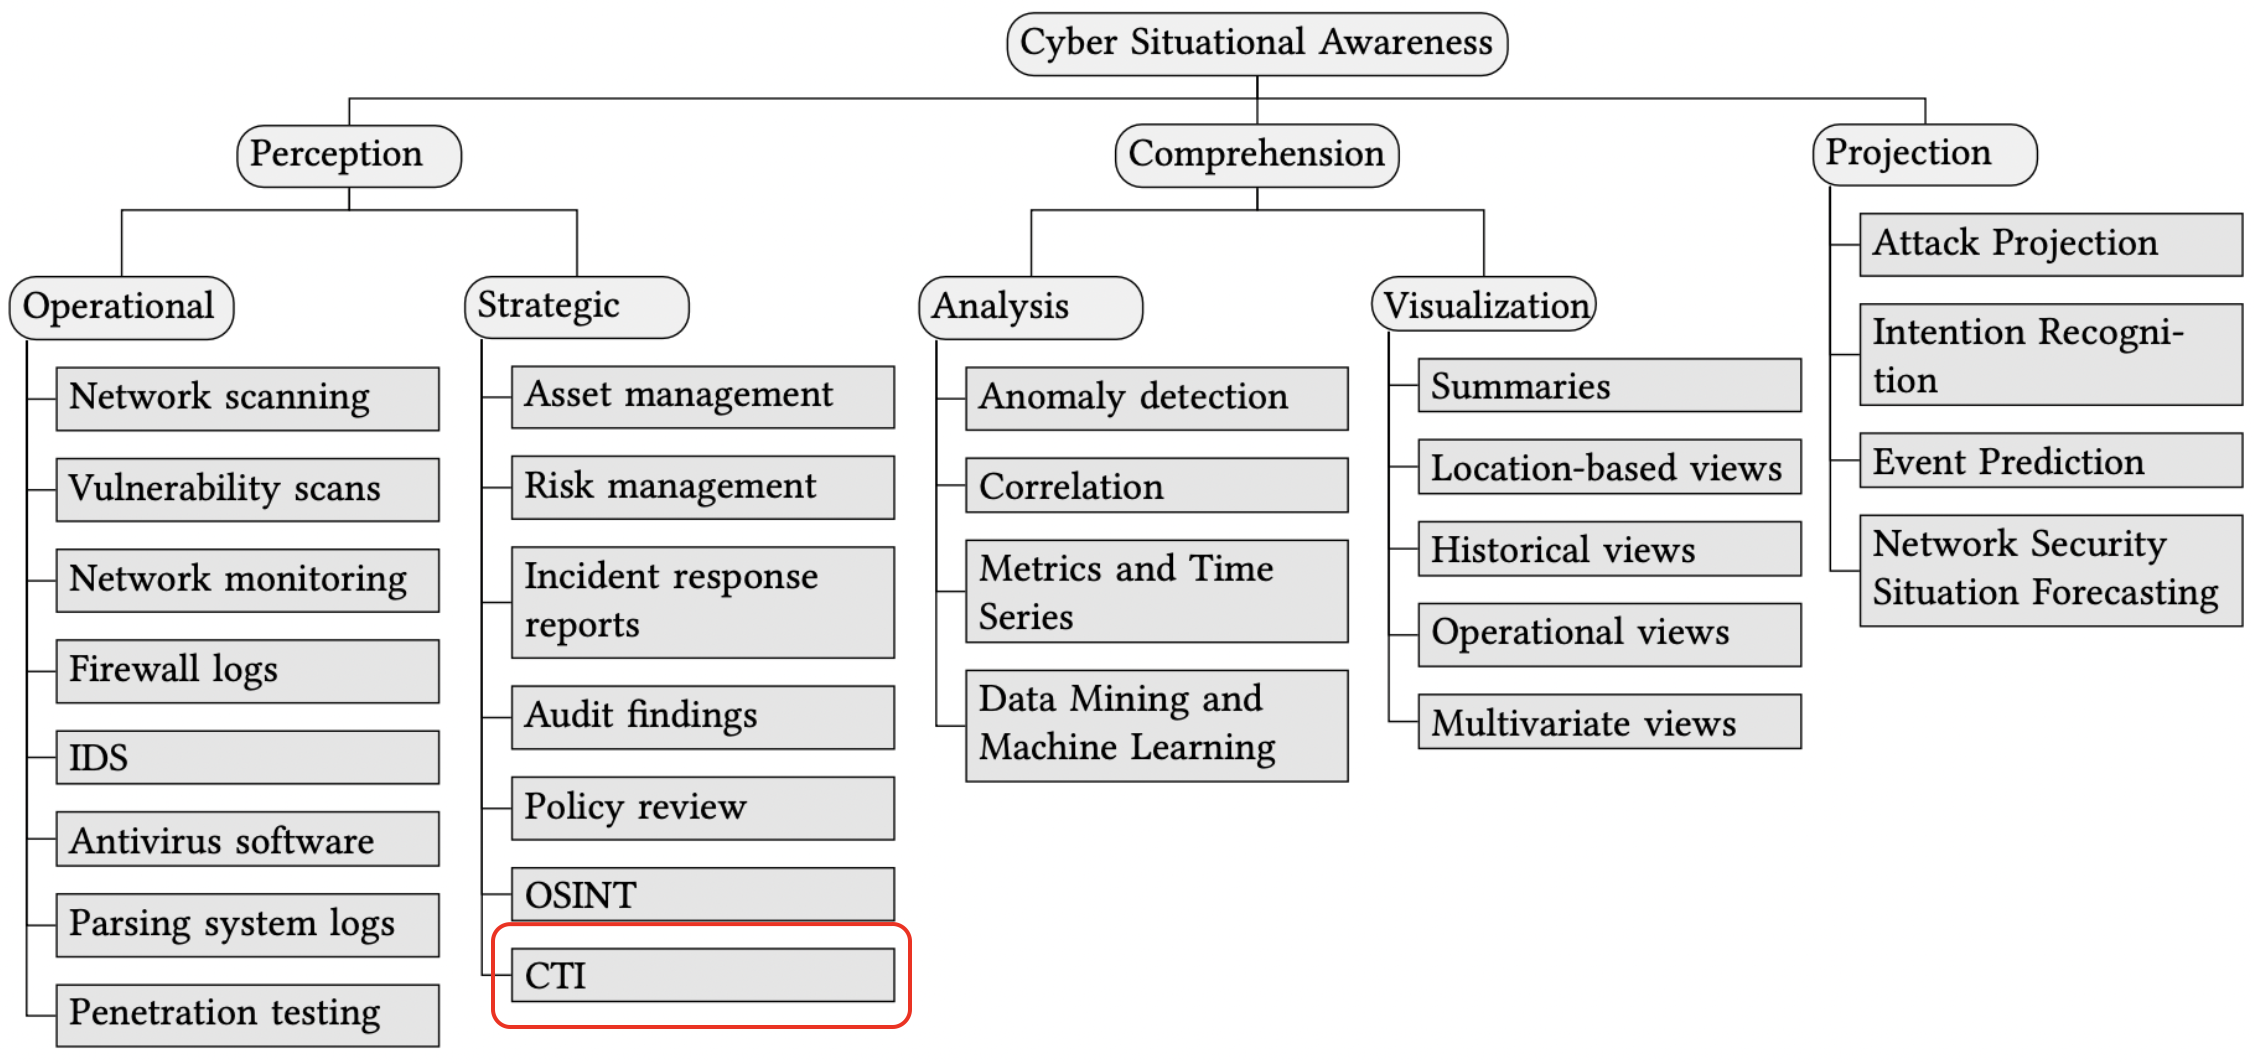 Cyber Situational Awareness
Perception
Comprehension
Projection
Operational
Network scanning
Vulnerability scans
Network monitoring
Firewall logs
IDS
Antivirus software
Parsing system logs
Penetration testing
Strategic
Asset management
Risk management
Incident response
reports
Audit findings
Policy review
OSINT
CTI
Analysis
Anomaly detection
Correlation
Metrics and Time
Series
Data Mining and
Machine Learning
Visualization
Summaries
Location-based views
Historical views
Operational views
Multivariate views
Attack Projection
Intention Recogni-
tion
Event Prediction
Network Security
Situation Forecasting